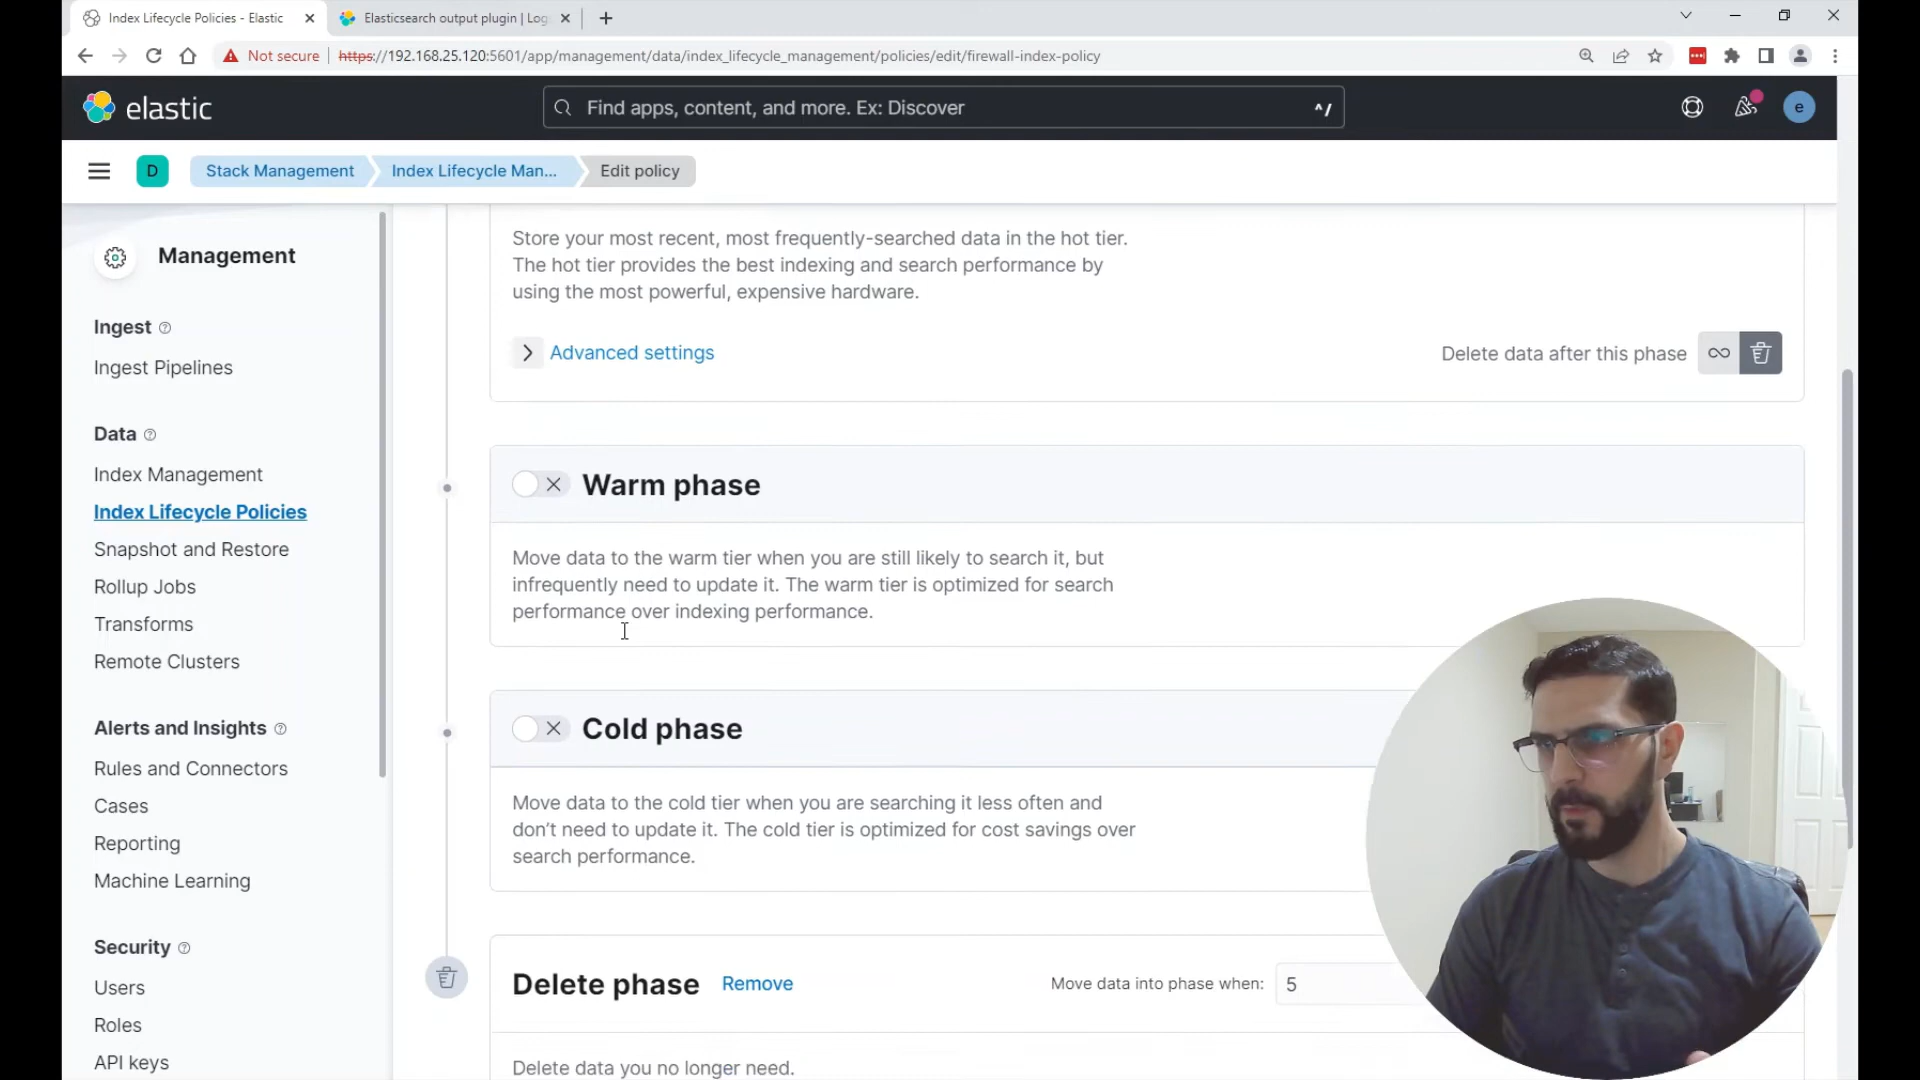 Index Lifecycle Policies - Elastic
Elasticsearch output plugin | Log
Not secure
https://192.168.25.120:5601/app/management/data/index_lifecycle_management/policies/edit/firewall-index-policy
elastic
Find apps, content, and more. Ex: Discover
^/
e
D
Stack Management
Index Lifecycle Man...
Edit policy
Management
Ingest
Ingest Pipelines
Data
Index Management
Index Lifecycle Policies
Snapshot and Restore
Rollup Jobs
Transforms
Remote Clusters
Alerts and Insights
Rules and Connectors
Cases
Reporting
Machine Learning
Security
Users
Roles
API keys
Store your most recent, most frequently-searched data in the hot tier.
The hot tier provides the best indexing and search performance by
using the most powerful, expensive hardware.
Advanced settings
Delete data after this phase
Warm phase
Move data to the warm tier when you are still likely to search it, but
infrequently need to update it. The warm tier is optimized for search
performance over indexing performance.
Cold phase
Move data to the cold tier when you are searching it less often and
don't need to update it. The cold tier is optimized for cost savings over
search performance.
Delete phase
Remove
Move data into phase when:
5
Delete data you no longer need.